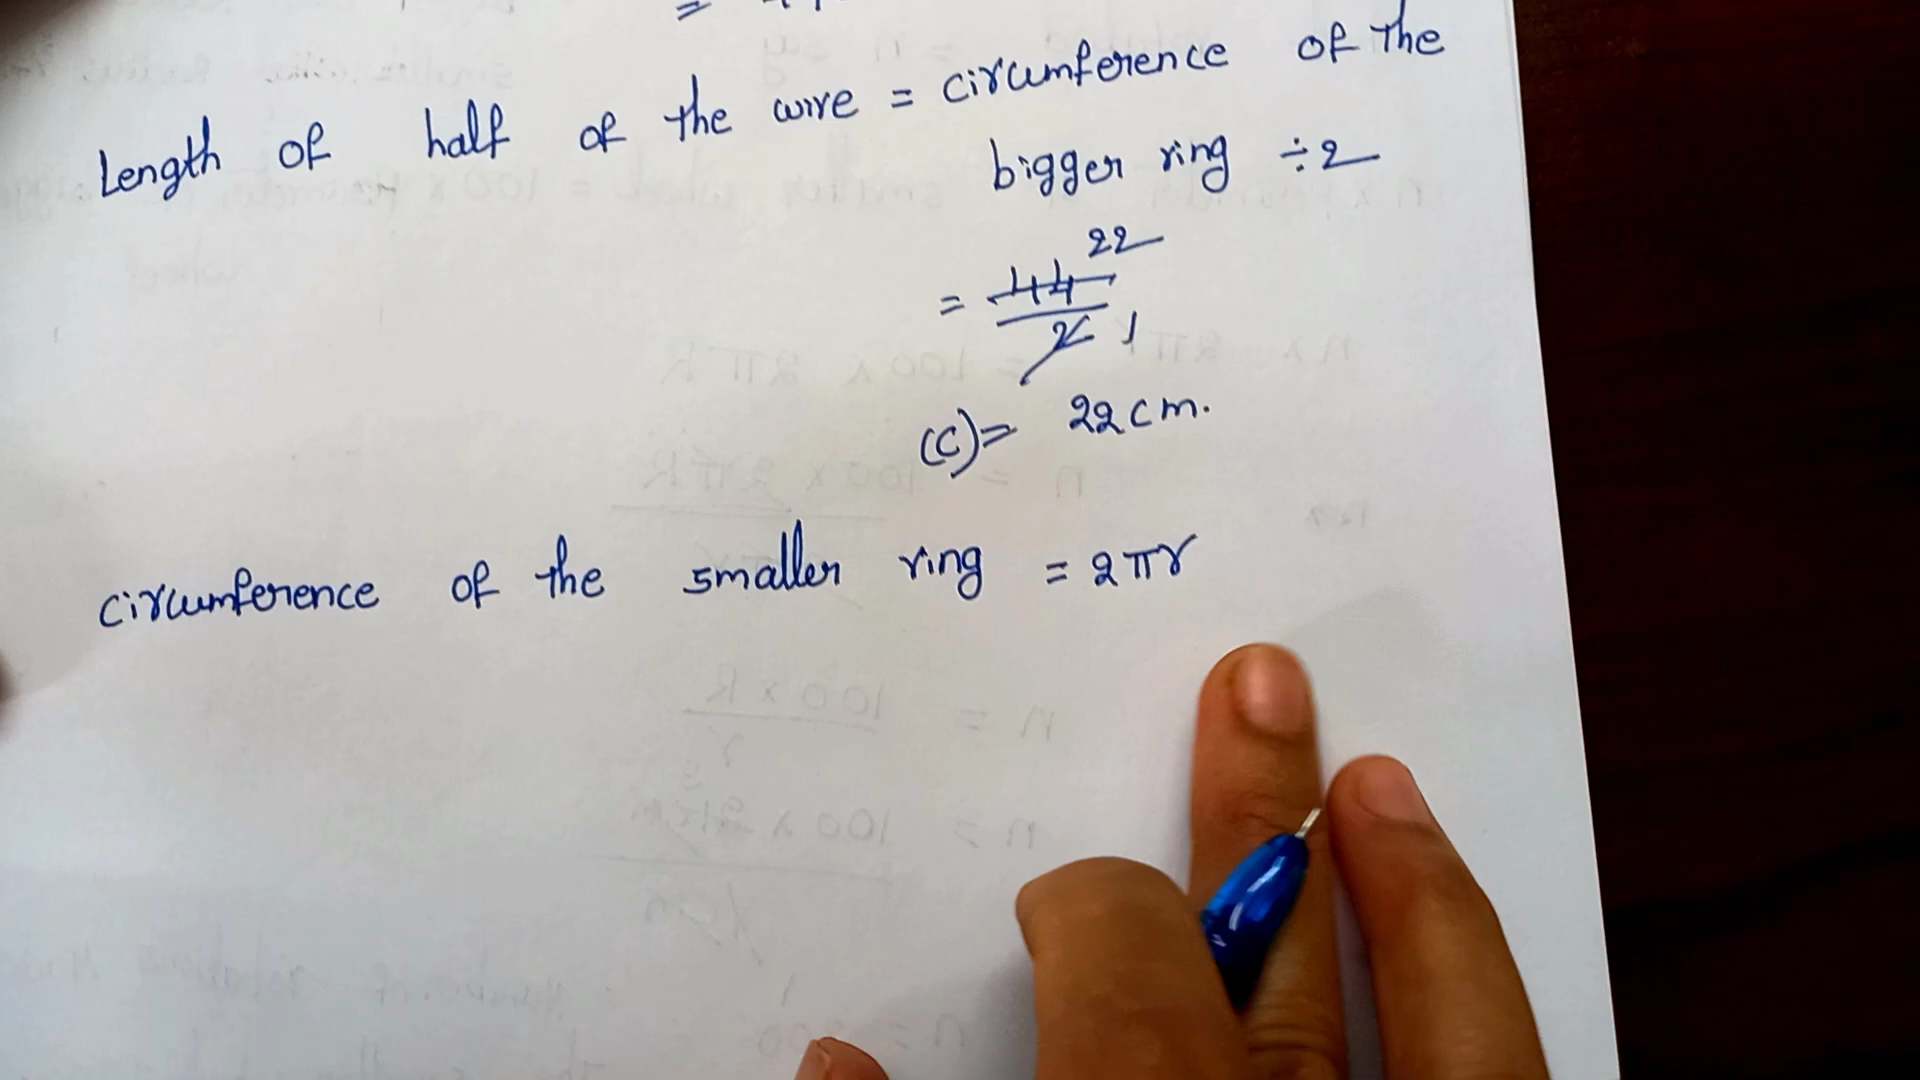 Length of half of the wire = circumference of the
bigger ring ÷ 2
= 44/2 22 1
(C) = 22 cm.
circumference of the smaller ring = 2πr